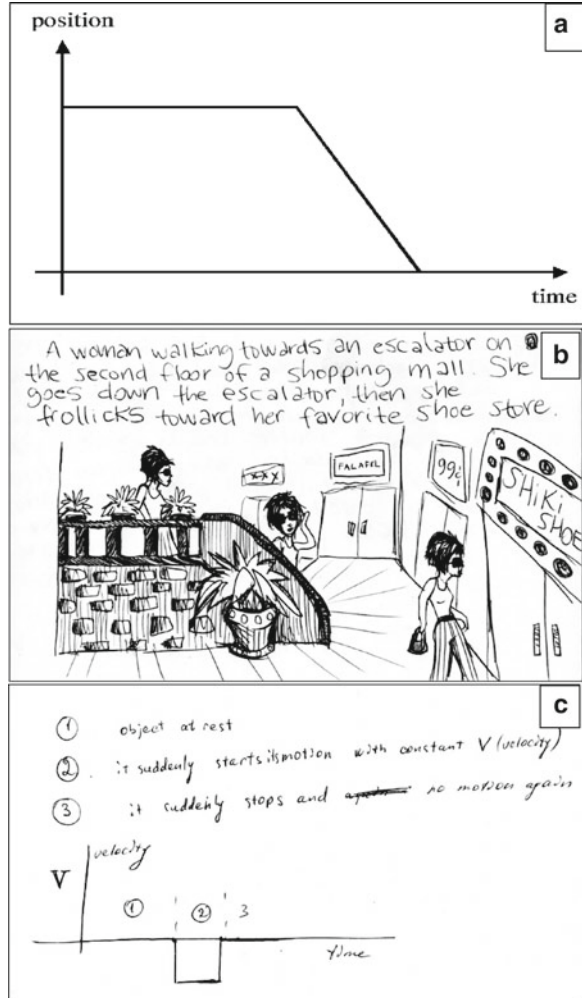 position
a
time
b
A woman walking towards an escalator on
the second floor of a shopping mall. She
goes down the escalator, then she
frollicks toward her favorite shoe store.
X-XX
FALAFEL
99¢
SHiKi
SHOE
c
① object at rest
②. it suddenly starts its motion with constant V (velocity)
③ it suddenly stops and no motion again
velocity
V
① ② 3
time